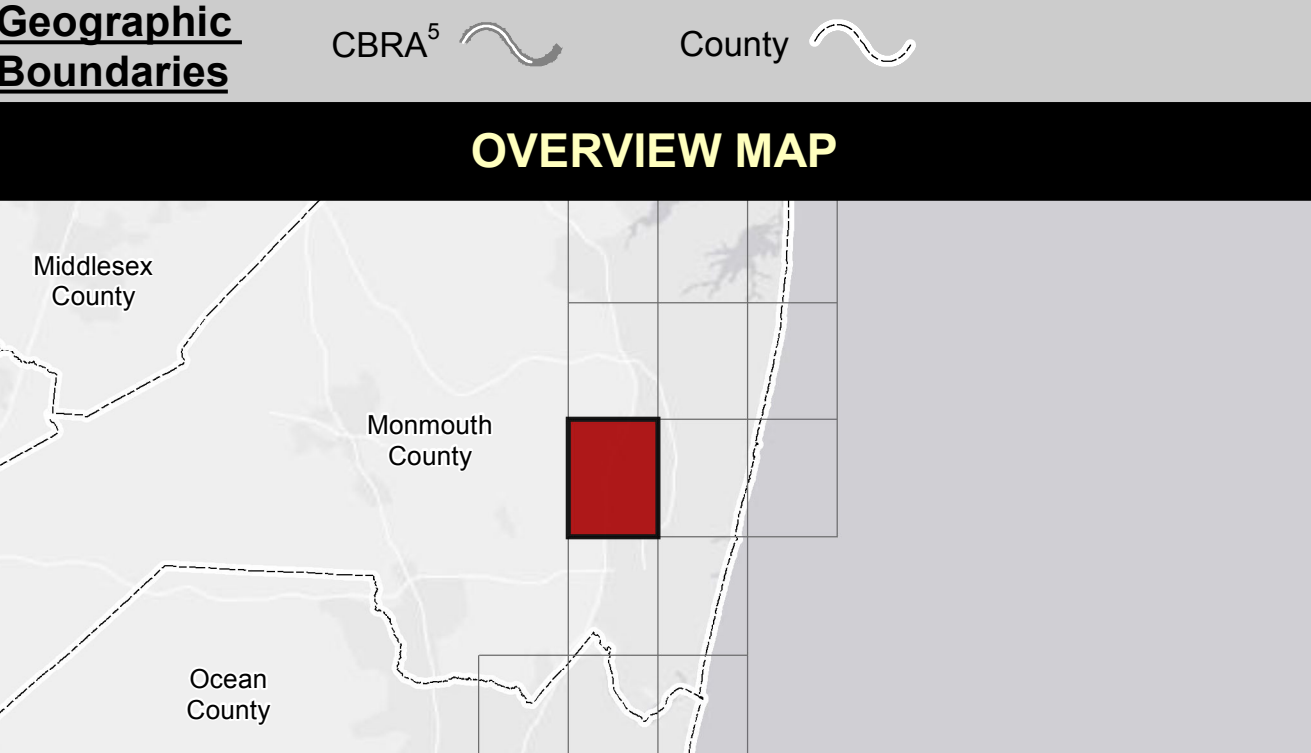 Geographic
Boundaries
CBRA5
County
OVERVIEW MAP
Middlesex
County
Monmouth
County
Ocean
County